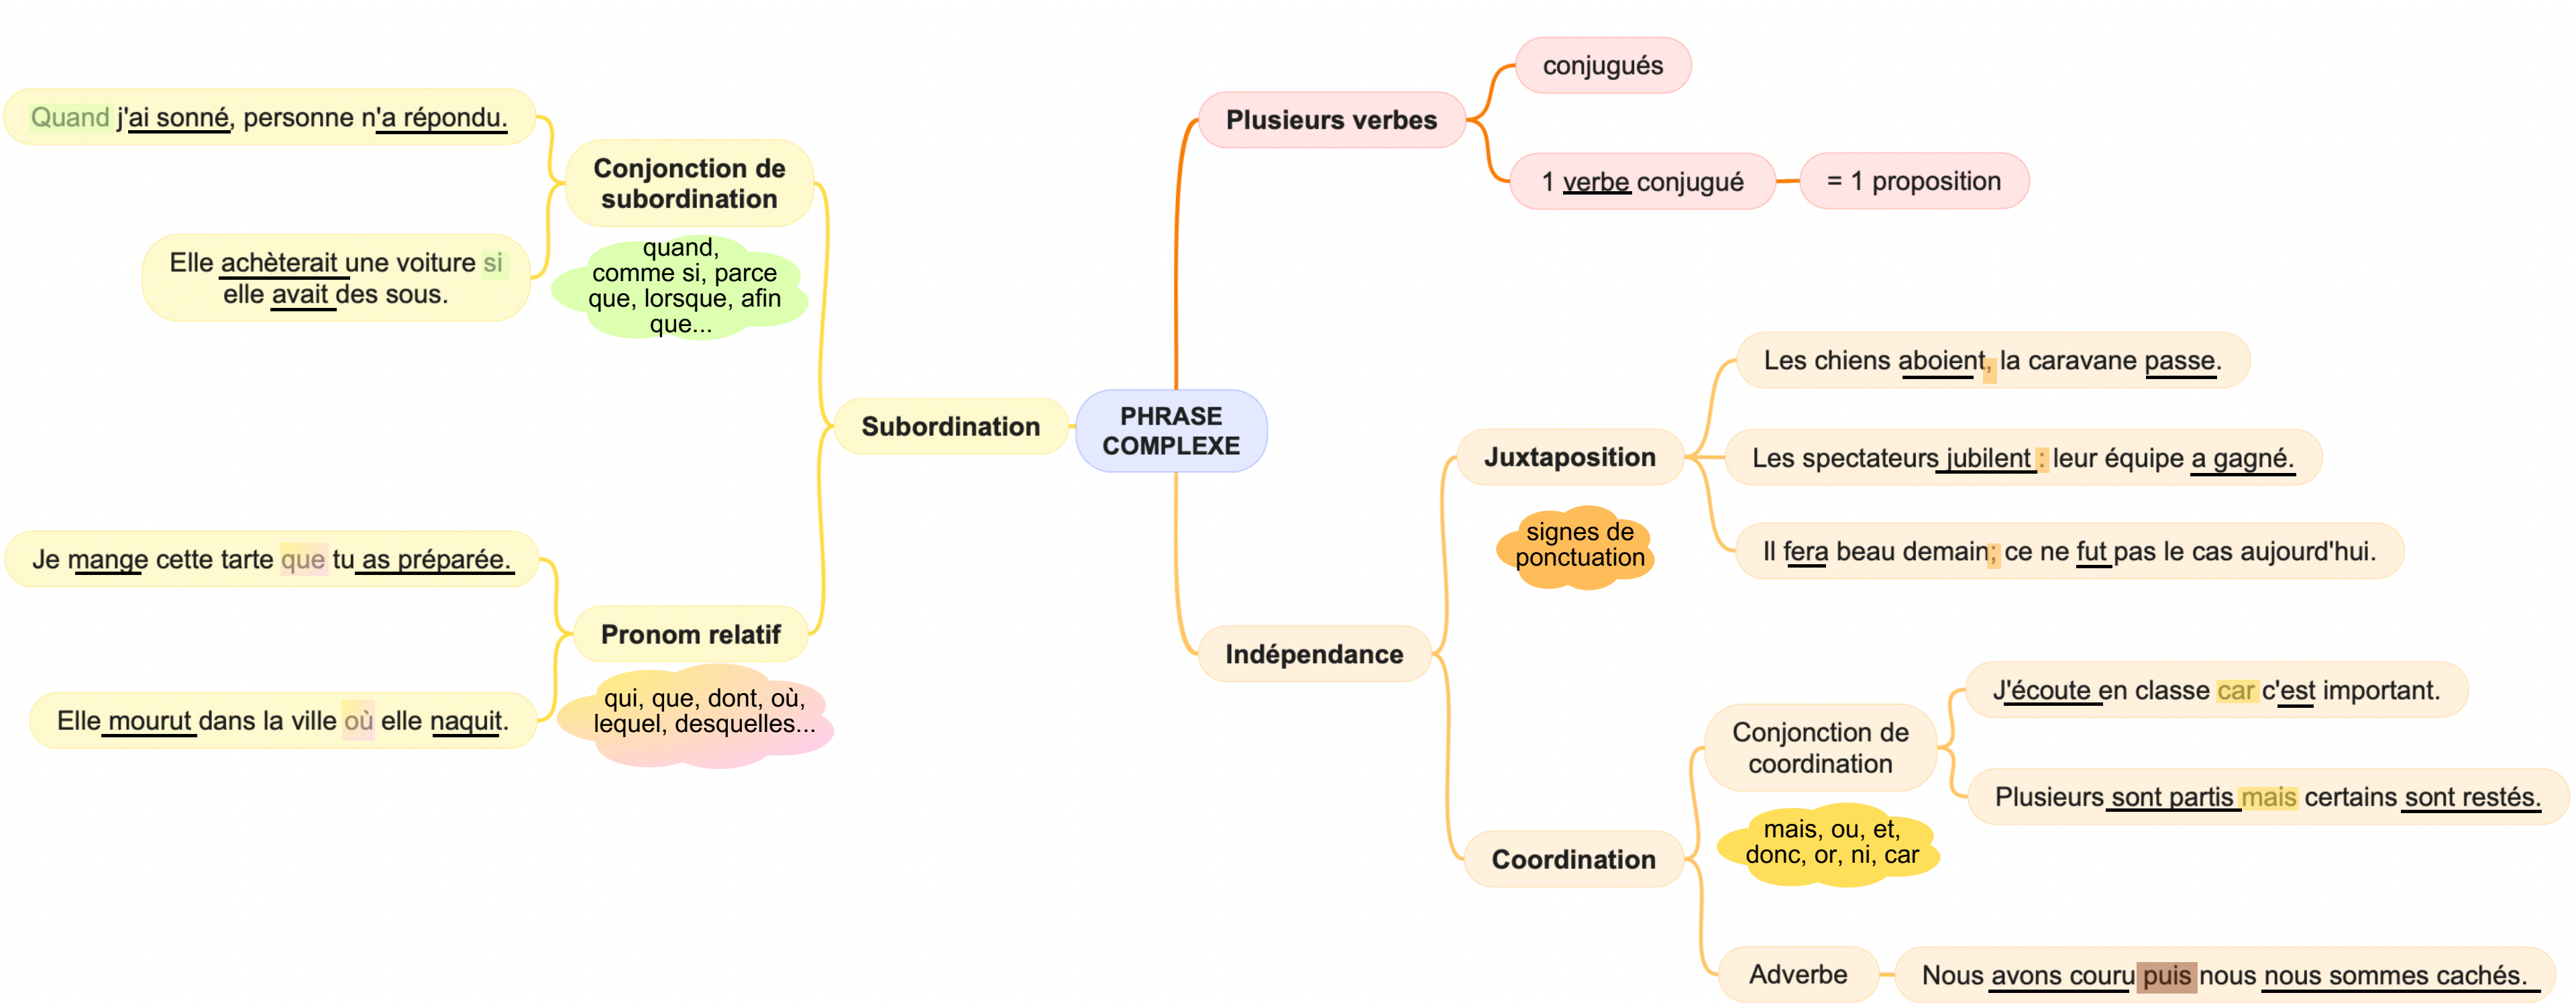 PHRASE
COMPLEXE
Plusieurs verbes
conjugués
1 verbe conjugué
= 1 proposition
Indépendance
Juxtaposition
signes de
ponctuation
Les chiens aboient, la caravane passe.
Les spectateurs jubilent : leur équipe a gagné.
Il fera beau demain; ce ne fut pas le cas aujourd'hui.
Coordination
Conjonction de
coordination
mais, ou, et,
donc, or, ni, car
J'écoute en classe car c'est important.
Plusieurs sont partis mais certains sont restés.
Adverbe
Nous avons couru puis nous nous sommes cachés.
Subordination
Conjonction de
subordination
quand,
comme si, parce
que, lorsque, afin
que...
Quand j'ai sonné, personne n'a répondu.
Elle achèterait une voiture si
elle avait des sous.
Pronom relatif
qui, que, dont, où,
lequel, desquelles...
Je mange cette tarte que tu as préparée.
Elle mourut dans la ville où elle naquit.